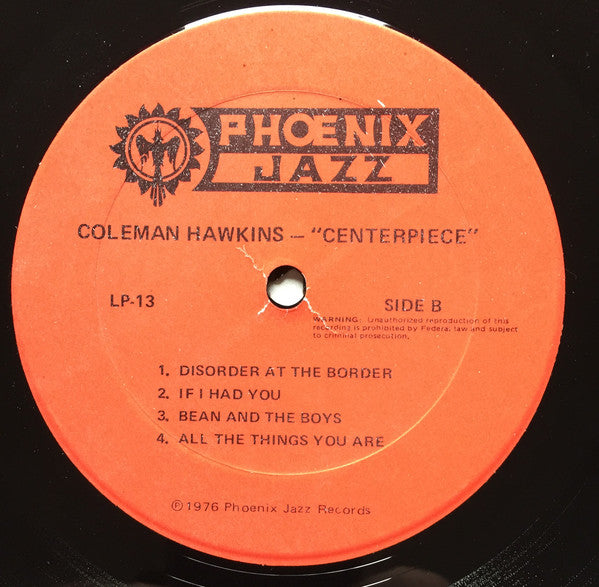 PHOENIX
JAZZ
COLEMAN HAWKINS — "CENTERPIECE"
LP-13
SIDE B
WARNING: Unauthorized reproduction of this
recording is prohibited by Federal law and subject
to criminal prosecution.
1. DISORDER AT THE BORDER
2. IF I HAD YOU
3. BEAN AND THE BOYS
4. ALL THE THINGS YOU ARE
Ⓟ1976 Phoenix Jazz Records